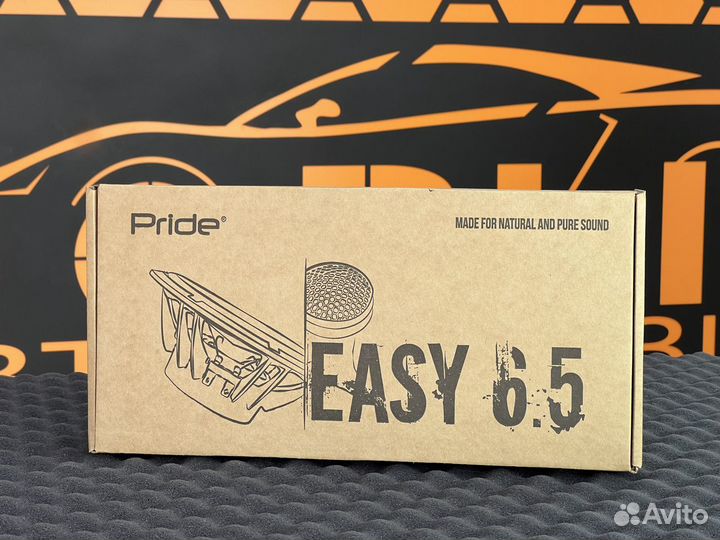 Pride®
MADE FOR NATURAL AND PURE SOUND
EASY 6.5
Avito